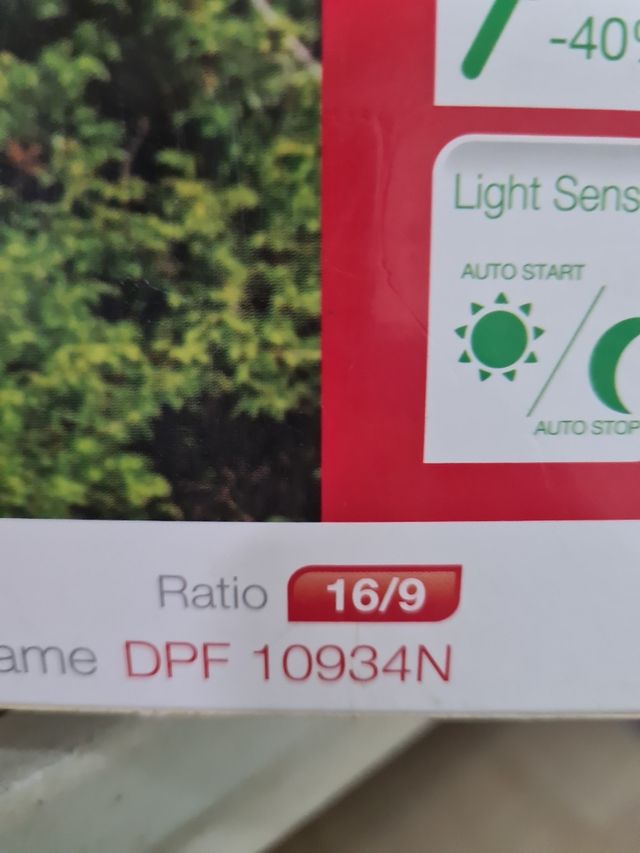 -40%
Light Sens
AUTO START
AUTO STOP
Ratio 16/9
ame DPF 10934N